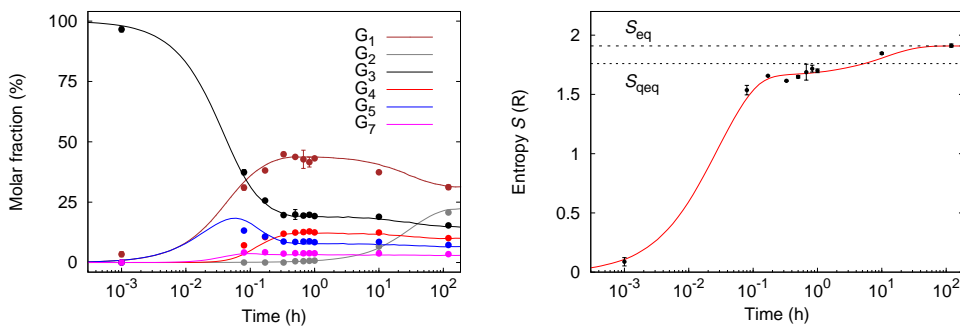 100
75
50
25
0
Molar fraction (%)
G1
G2
G3
G4
G5
G7
10-3 10-2 10-1 100 101 102
Time (h)
2
1.5
1
0.5
0
Entropy S (R)
Seq
Sqeq
10-3 10-2 10-1 100 101 102
Time (h)